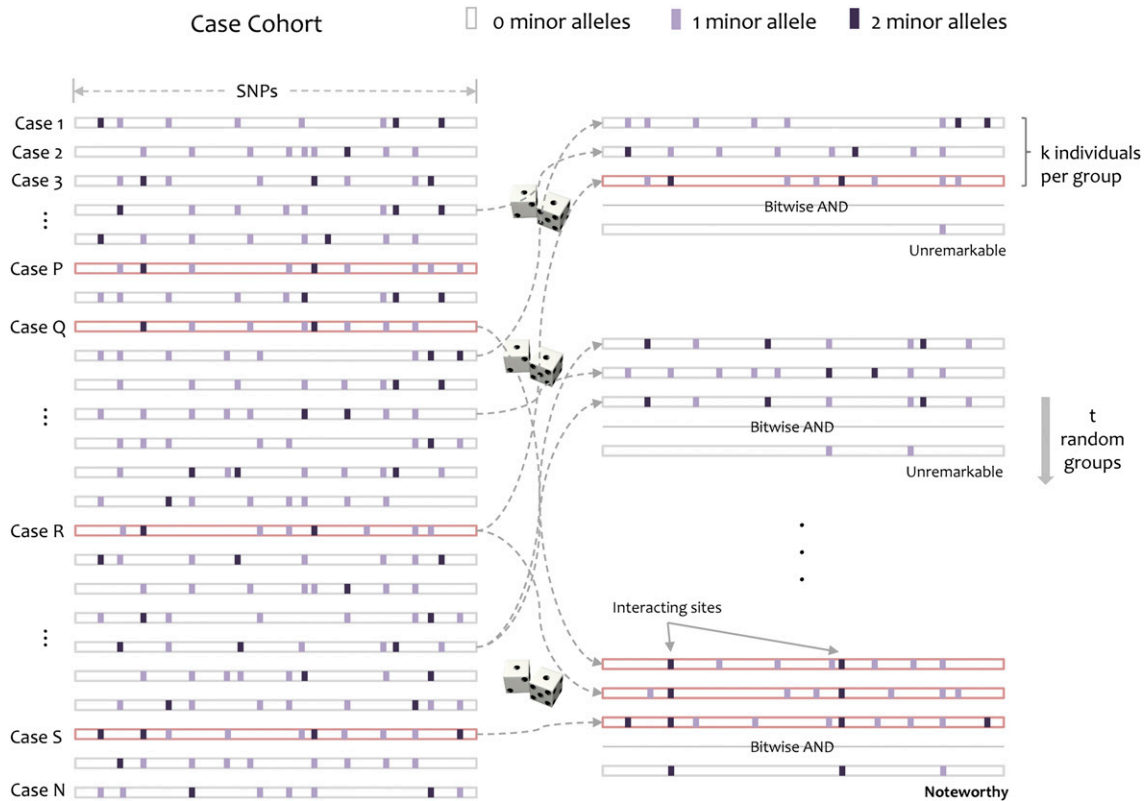 Case Cohort
0 minor alleles
1 minor allele
2 minor alleles
SNPs
Case 1
Case 2
Case 3
Case P
Case Q
Case R
Case S
Case N
k individuals
per group
Bitwise AND
Unremarkable
Bitwise AND
Unremarkable
t
random
groups
Interacting sites
Bitwise AND
Noteworthy